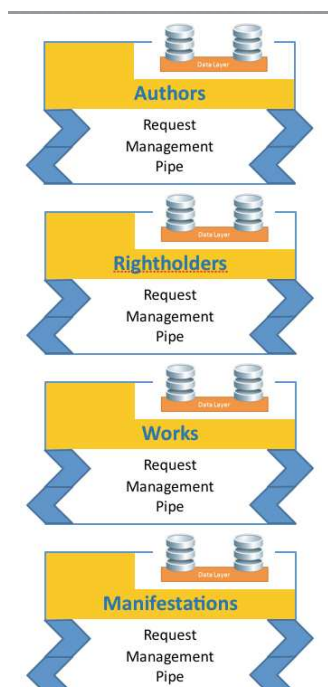 Data Layer
Authors
Request
Management
Pipe
Data Layer
Rightholders
Request
Management
Pipe
Data Layer
Works
Request
Management
Pipe
Data Layer
Manifestations
Request
Management
Pipe